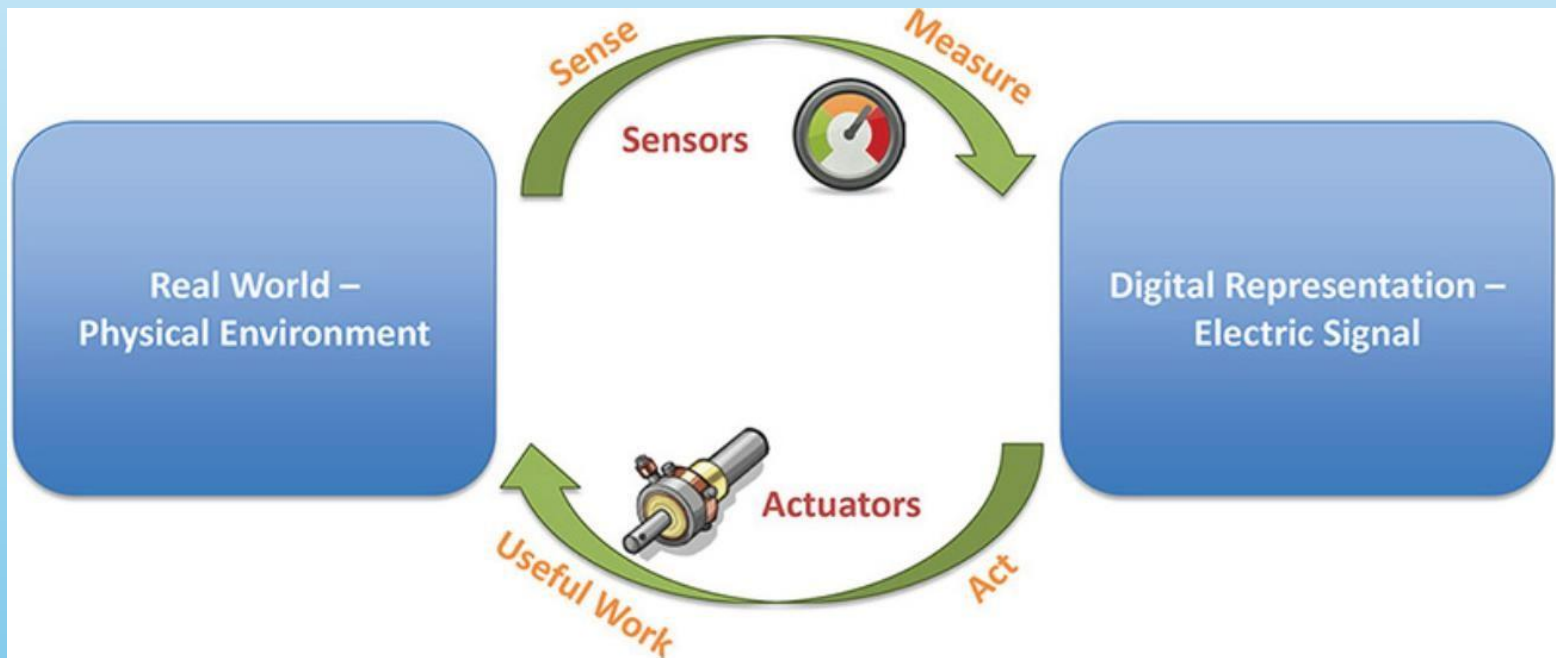 Sense
Measure
Sensors
Real World –
Physical Environment
Digital Representation –
Electric Signal
Actuators
Useful Work
Act